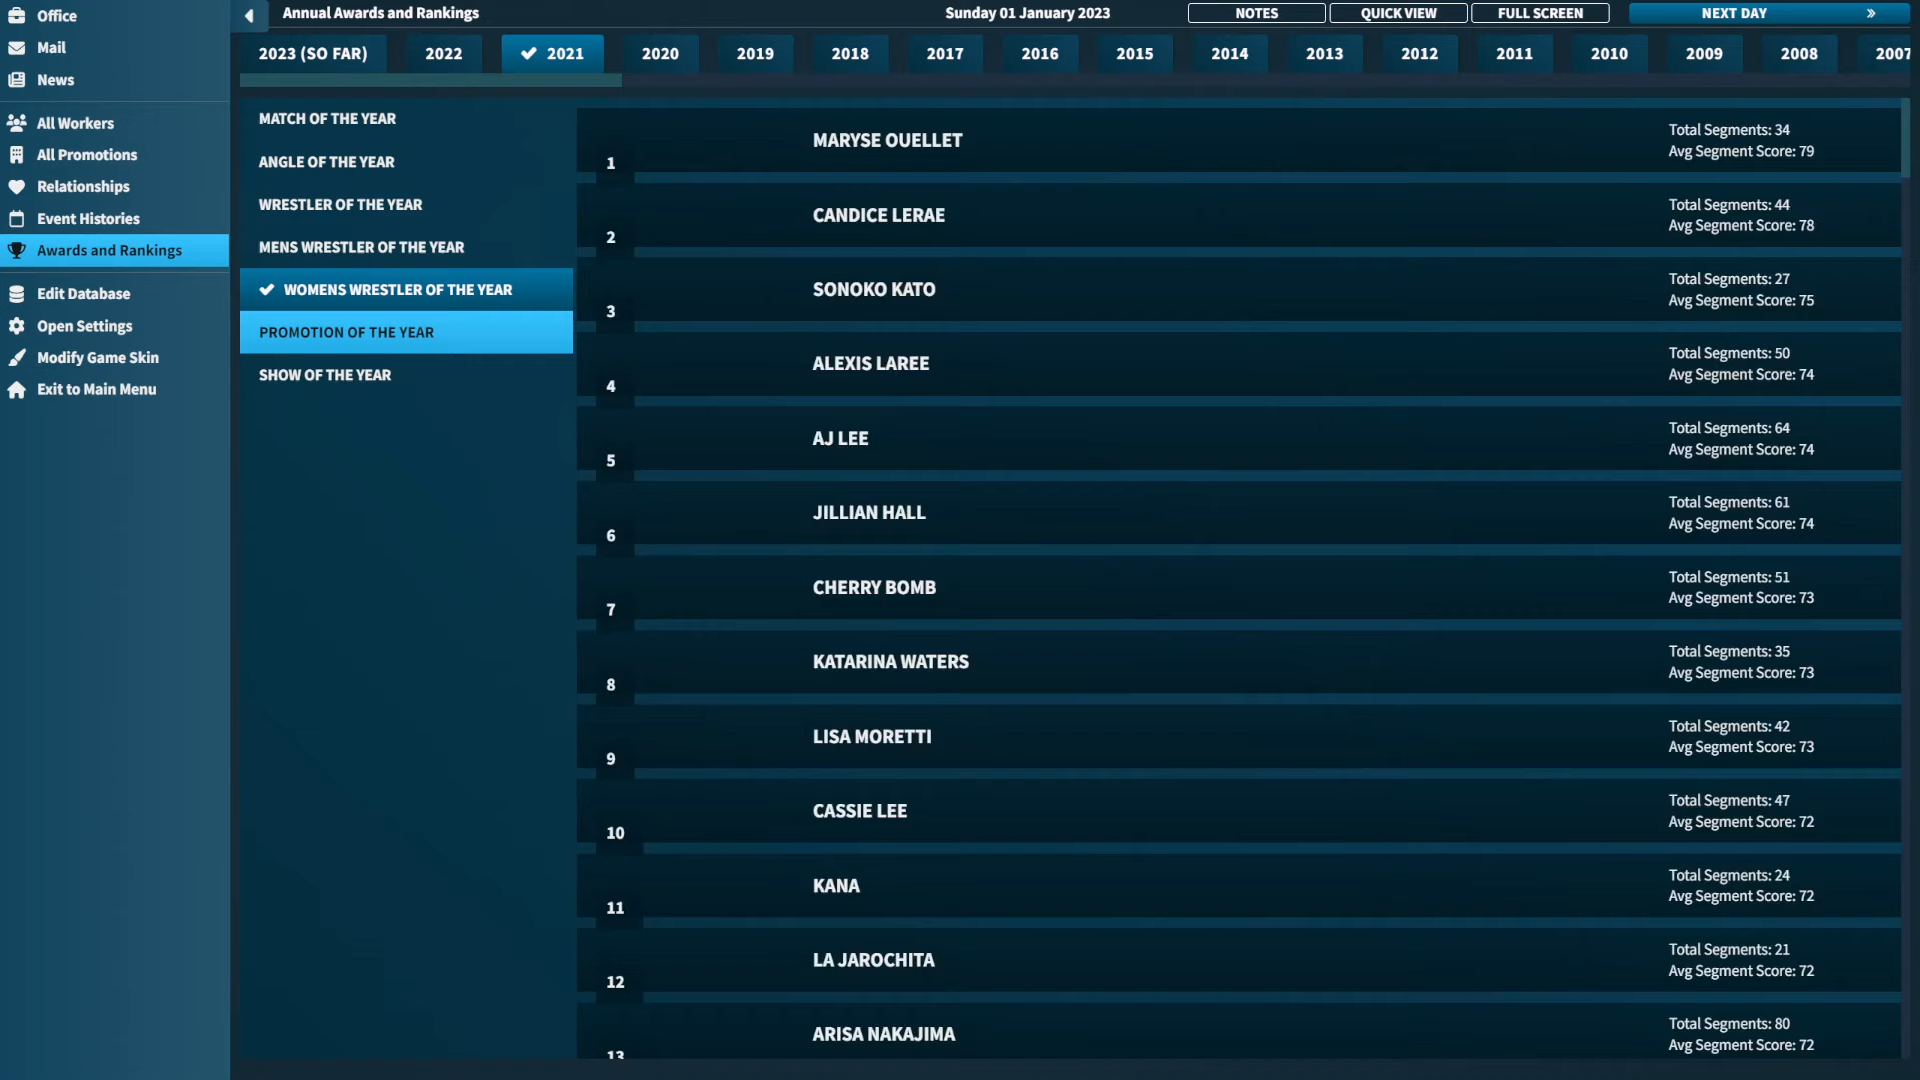 Office
Mail
News
All Workers
All Promotions
Relationships
Event Histories
Awards and Rankings
Edit Database
Open Settings
Modify Game Skin
Exit to Main Menu
Annual Awards and Rankings
Sunday 01 January 2023
NOTES
QUICK VIEW
FULL SCREEN
NEXT DAY
2023 (SO FAR)
2022
2021
2020
2019
2018
2017
2016
2015
2014
2013
2012
2011
2010
2009
2008
2007
MATCH OF THE YEAR
ANGLE OF THE YEAR
WRESTLER OF THE YEAR
MENS WRESTLER OF THE YEAR
WOMENS WRESTLER OF THE YEAR
PROMOTION OF THE YEAR
SHOW OF THE YEAR
1
MARYSE OUELLET
Total Segments: 34
Avg Segment Score: 79
2
CANDICE LERAE
Total Segments: 44
Avg Segment Score: 78
3
SONOKO KATO
Total Segments: 27
Avg Segment Score: 75
4
ALEXIS LAREE
Total Segments: 50
Avg Segment Score: 74
5
AJ LEE
Total Segments: 64
Avg Segment Score: 74
6
JILLIAN HALL
Total Segments: 61
Avg Segment Score: 74
7
CHERRY BOMB
Total Segments: 51
Avg Segment Score: 73
8
KATARINA WATERS
Total Segments: 35
Avg Segment Score: 73
9
LISA MORETTI
Total Segments: 42
Avg Segment Score: 73
10
CASSIE LEE
Total Segments: 47
Avg Segment Score: 72
11
KANA
Total Segments: 24
Avg Segment Score: 72
12
LA JAROCHITA
Total Segments: 21
Avg Segment Score: 72
13
ARISA NAKAJIMA
Total Segments: 80
Avg Segment Score: 72